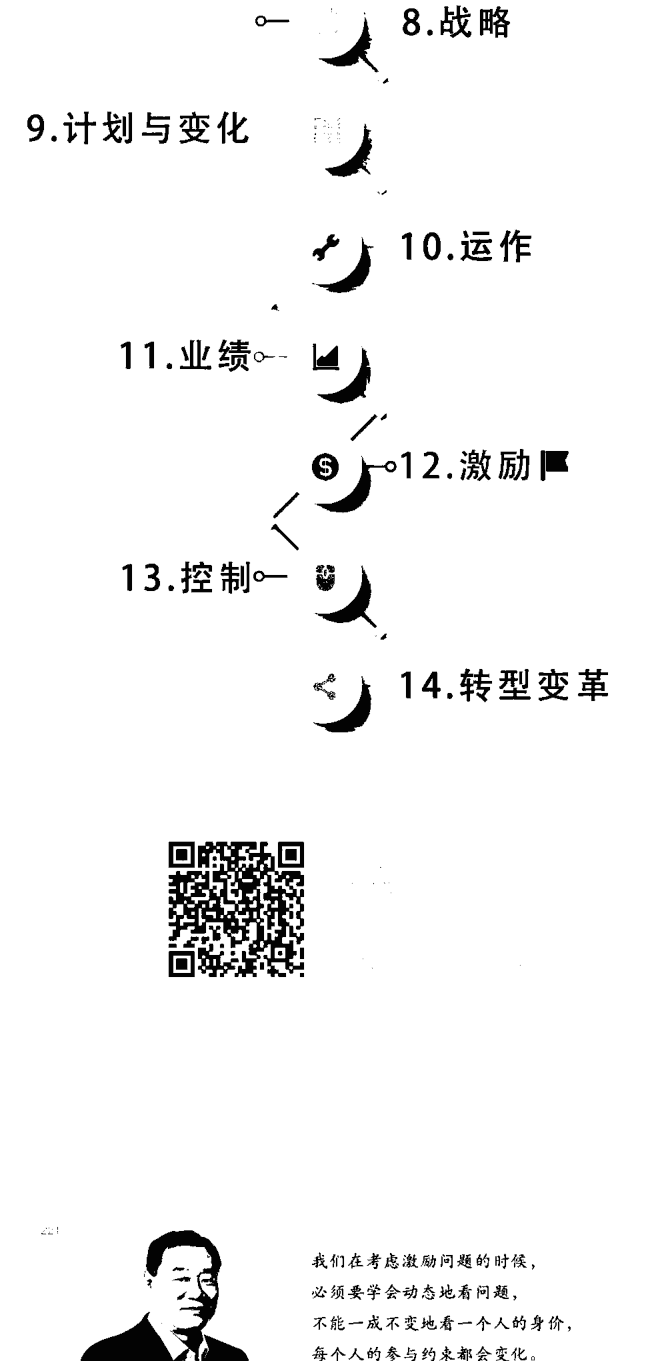 8.战略
9.计划与变化
10.运作
11.业绩
12.激励
13.控制
14.转型变革
221
我们在考虑激励问题的时候，
必须要学会动态地看问题，
不能一成不变地看一个人的身价，
每个人的参与约束都会变化。